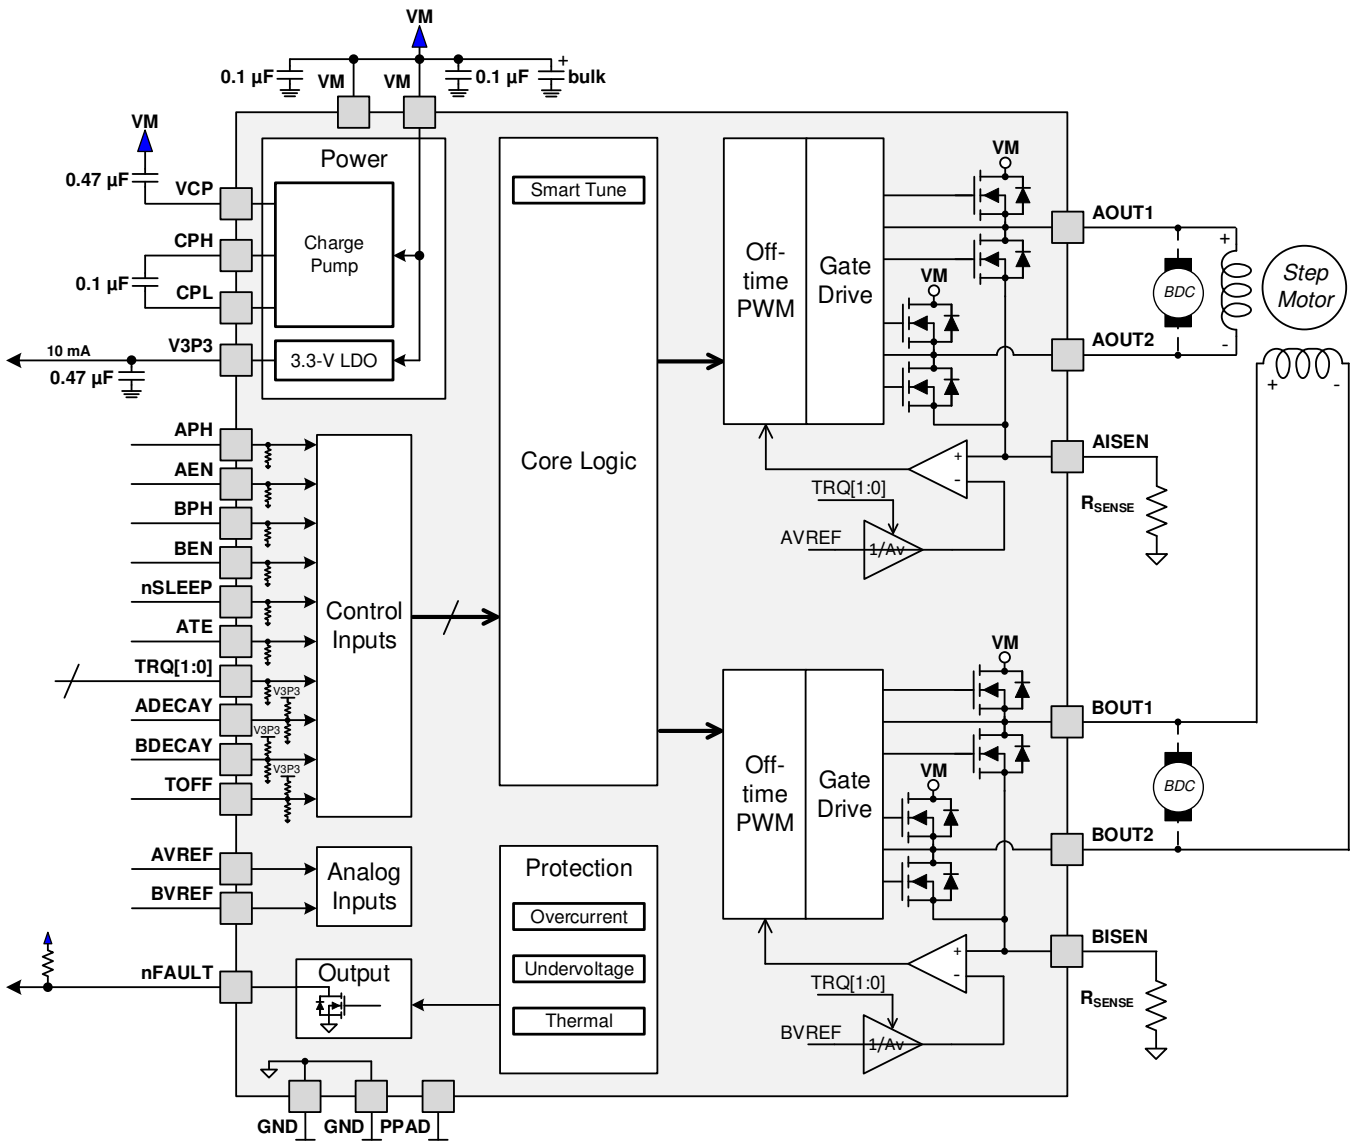 VM
0.1 µF
VM
VM
0.1 µF
+
bulk
VM
0.47 µF
VCP
CPH
0.1 µF
CPL
10 mA
V3P3
0.47 µF
Power
Charge
Pump
3.3-V LDO
Smart Tune
Core Logic
APH
AEN
BPH
BEN
nSLEEP
ATE
TRQ[1:0]
ADECAY
BDECAY
TOFF
V3P3
V3P3
V3P3
Control
Inputs
AVREF
BVREF
Analog
Inputs
nFAULT
Output
Protection
Overcurrent
Undervoltage
Thermal
GND
GND
PPAD
Off-
time
PWM
Gate
Drive
VM
VM
AOUT1
AOUT2
BDC
+
-
Step
Motor
+
-
+
-
TRQ[1:0]
AVREF
1/Av
AISEN
RSENSE
Off-
time
PWM
Gate
Drive
VM
VM
BOUT1
BOUT2
BDC
+
-
TRQ[1:0]
BVREF
1/Av
BISEN
RSENSE